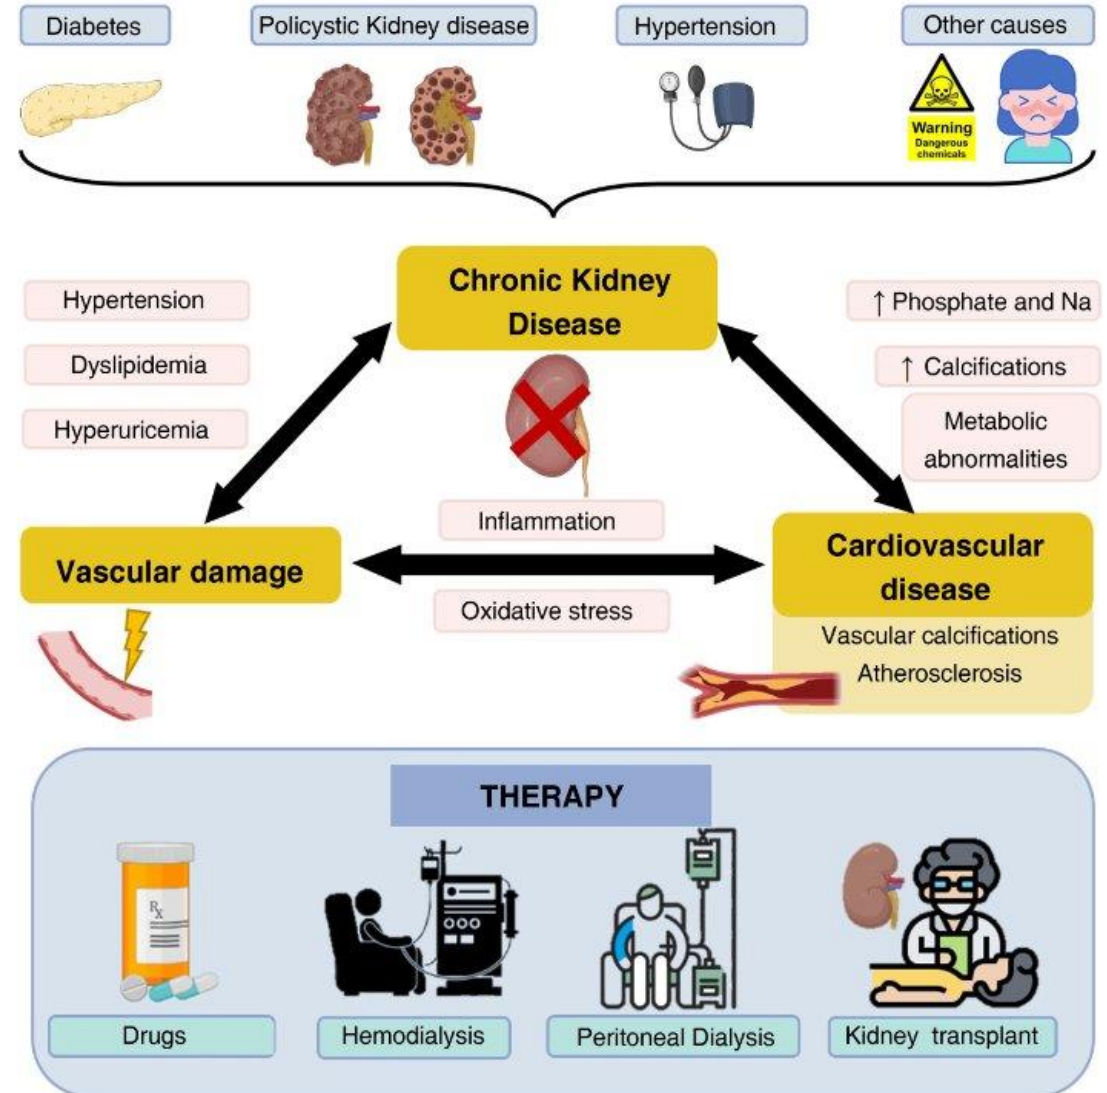 Diabetes
Policystic Kidney disease
Hypertension
Other causes
Warning
Dangerous
chemicals
Chronic Kidney
Disease
Hypertension
Dyslipidemia
Hyperuricemia
↑ Phosphate and Na
↑ Calcifications
Metabolic
abnormalities
Inflammation
Oxidative stress
Vascular damage
Cardiovascular
disease
Vascular calcifications
Atherosclerosis
THERAPY
Rx
Drugs
Hemodialysis
Peritoneal Dialysis
Kidney transplant